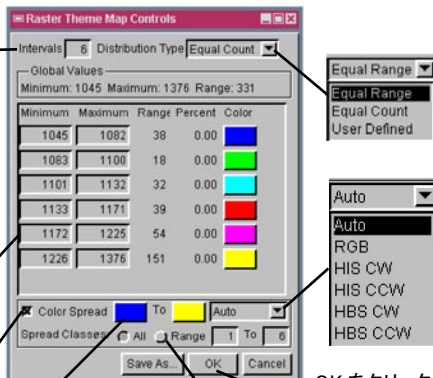 Raster Theme Map Controls
Intervals 6 Distribution Type Equal Count
Global Values
Minimum: 1045 Maximum: 1376 Range: 331
Minimum Maximum Range Percent Color
1045 1082 38 0.00
1083 1100 18 0.00
1101 1132 32 0.00
1133 1171 39 0.00
1172 1225 54 0.00
1226 1376 151 0.00
Color Spread To Auto
Spread Classes: All Range 1 To 6
Save As... OK Cancel
Equal Range
Equal Range
Equal Count
User Defined
Auto
Auto
RGB
HIS CW
HIS CCW
HBS CW
HBS CCW
OK をクリック